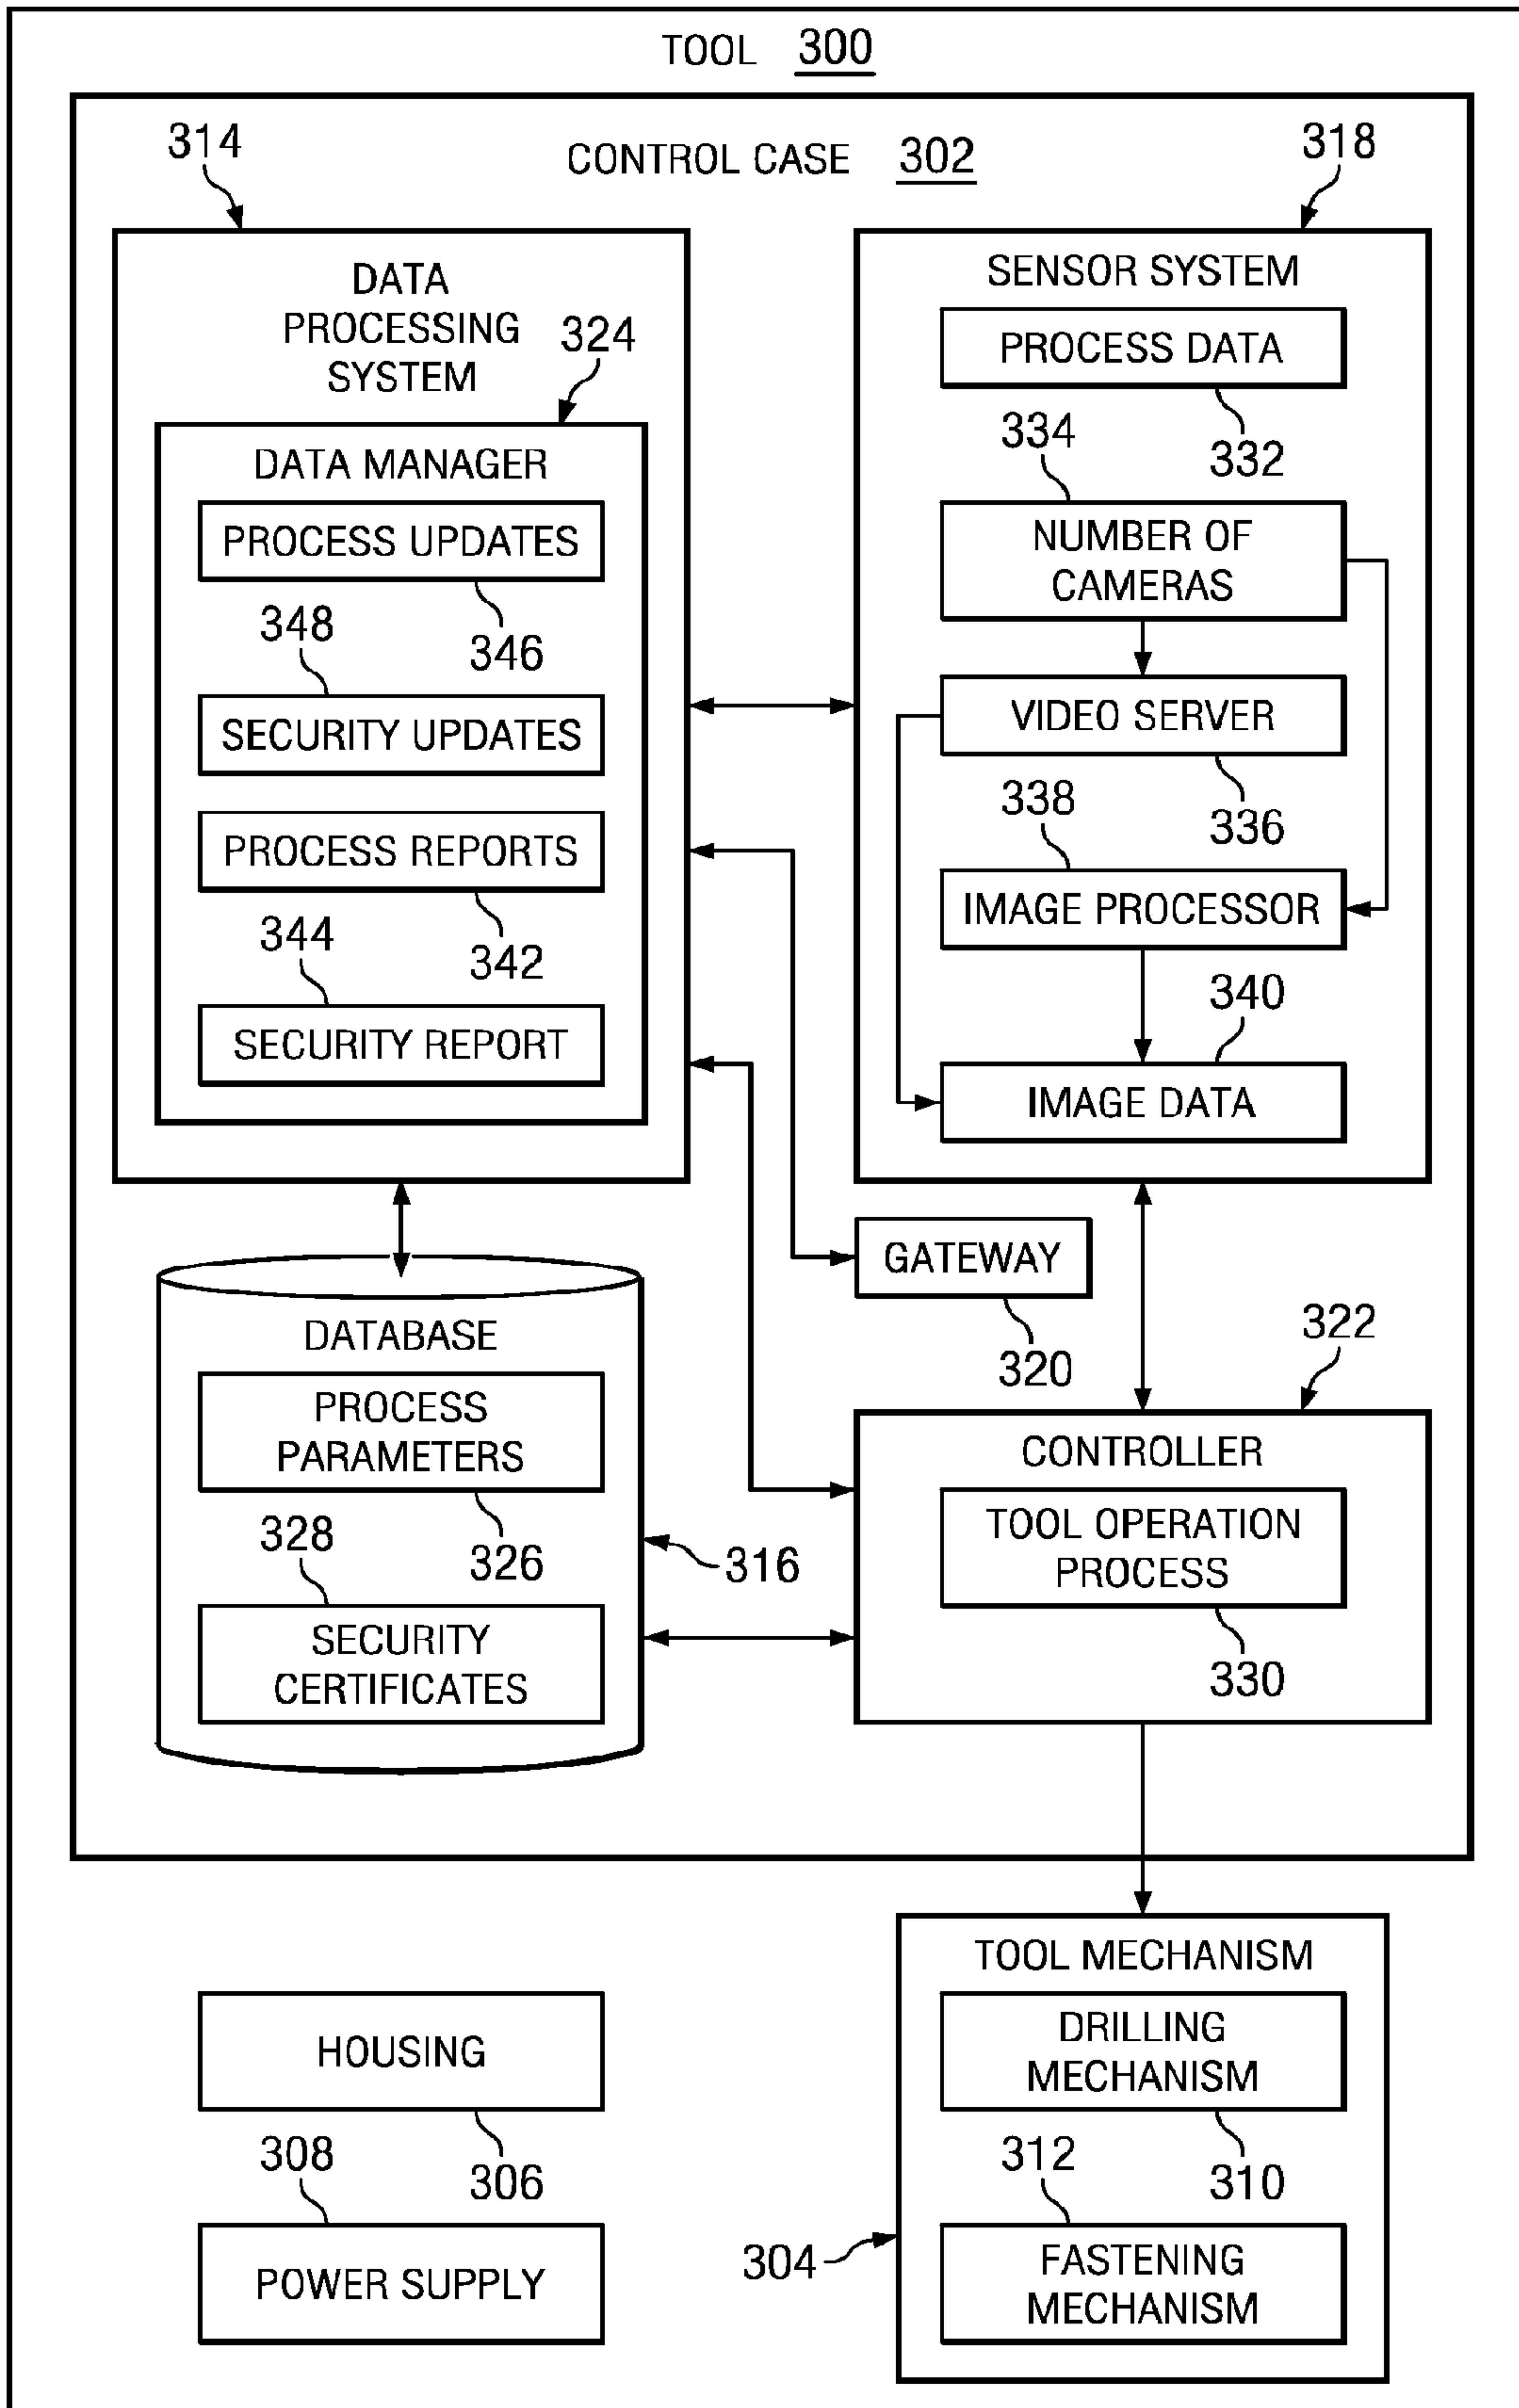 TOOL 300
CONTROL CASE 302
314
318
DATA
PROCESSING
SYSTEM
324
DATA MANAGER
PROCESS UPDATES
346
348
SECURITY UPDATES
PROCESS REPORTS
342
344
SECURITY REPORT
SENSOR SYSTEM
PROCESS DATA
332
334
NUMBER OF
CAMERAS
VIDEO SERVER
336
338
IMAGE PROCESSOR
340
IMAGE DATA
GATEWAY
320
DATABASE
PROCESS
PARAMETERS
326
328
SECURITY
CERTIFICATES
316
322
CONTROLLER
TOOL OPERATION
PROCESS
330
HOUSING
306
308
POWER SUPPLY
TOOL MECHANISM
DRILLING
MECHANISM
310
312
304
FASTENING
MECHANISM